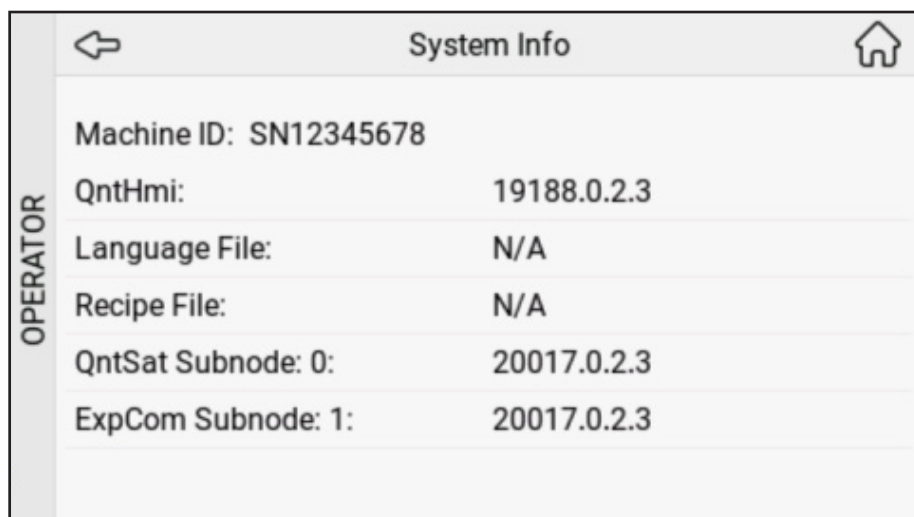 System Info
OPERATOR
Machine ID: SN12345678
QntHmi: 19188.0.2.3
Language File: N/A
Recipe File: N/A
QntSat Subnode: 0: 20017.0.2.3
ExpCom Subnode: 1: 20017.0.2.3